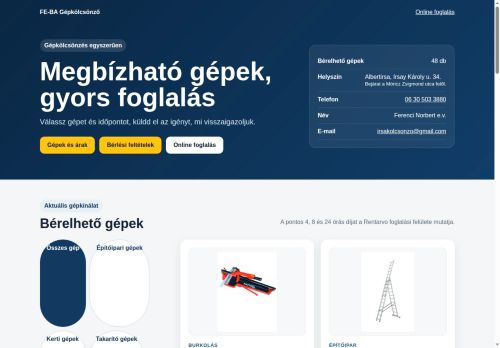 FE-BA Gépkölcsönző
Online foglalás
Gépkölcsönzés egyszerűen
Megbízható gépek,
gyors foglalás
Válassz gépet és időpontot, küldd el az igényt, mi visszaigazoljuk.
Gépek és árak
Bérlési feltételek
Online foglalás
Bérelhető gépek
48 db
Helyszín
Albertirsa, Irsay Károly u. 34.
Bejárat a Móricz Zsigmond utca felől.
Telefon
06 30 503 3880
Név
Ferenci Norbert e.v.
E-mail
irsakolcsonzo@gmail.com
Aktuális gépkínálat
Bérelhető gépek
A pontos 4, 8 és 24 órás díjat a Rentarvo foglalási felülete mutatja.
Összes gép
Építőipari gépek
Kerti gépek
Takarító gépek
BURKOLÁS
ÉPÍTŐIPAR